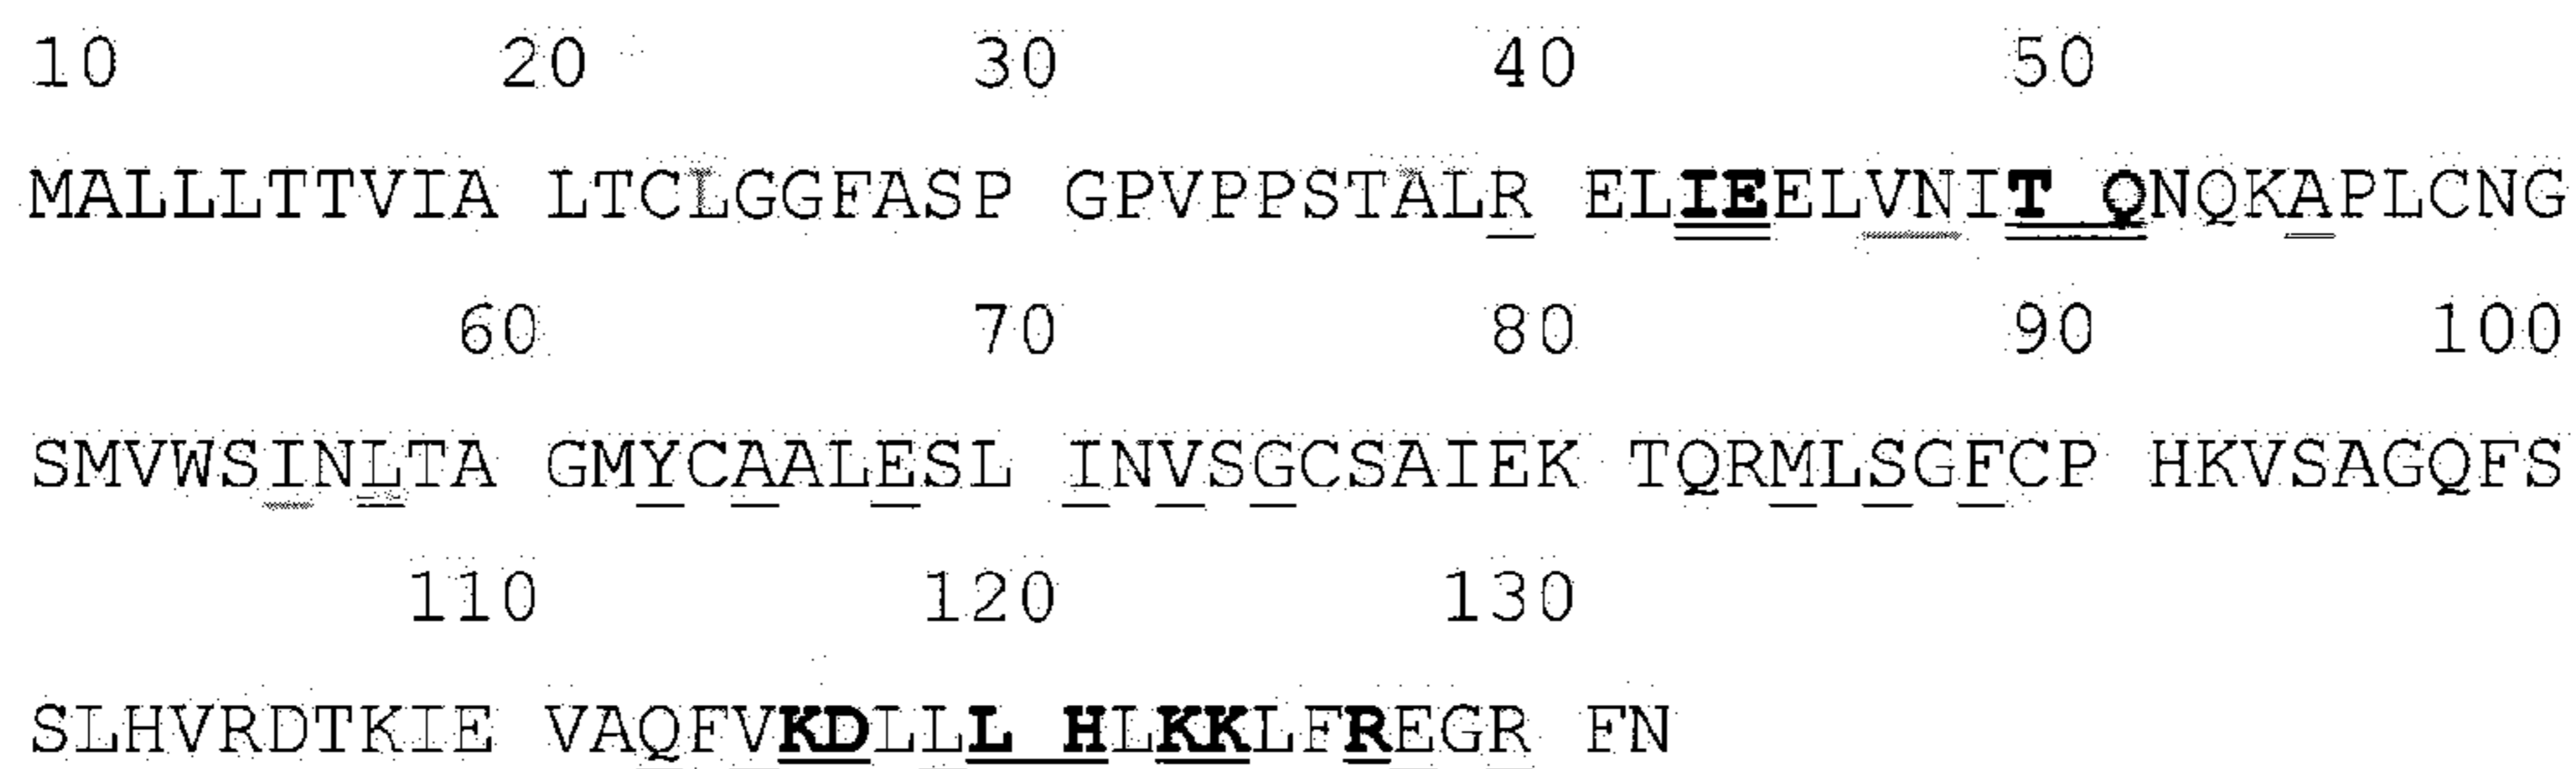 10 20 30 40 50
MALLLTTVIA LTCLGGFASP GPVPPSTALR ELIEELVNIT QNQKAPLCNG
60 70 80 90 100
SMVWSINLTA GMYCAALESL INVSGCSAIEK TQRMLSGFCP HKVSAGQFS
110 120 130
SLHVRDTKIE VAQFVKDLLL HLKKLFREGR FN